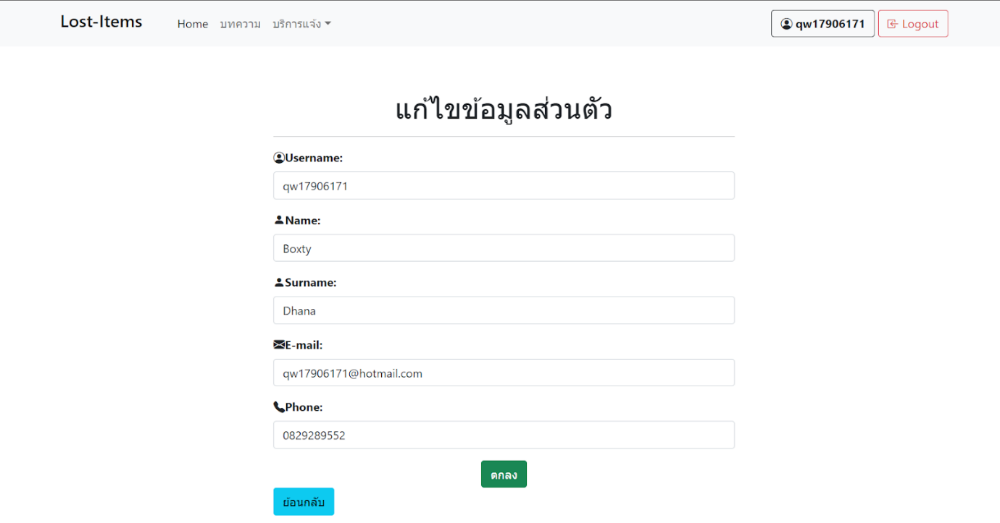 Lost-Items Home บทความ บริการแจ้ง qw17906171 Logout
แก้ไขข้อมูลส่วนตัว
Username:
qw17906171
Name:
Boxty
Surname:
Dhana
E-mail:
qw17906171@hotmail.com
Phone:
0829289552
ตกลง
ย้อนกลับ